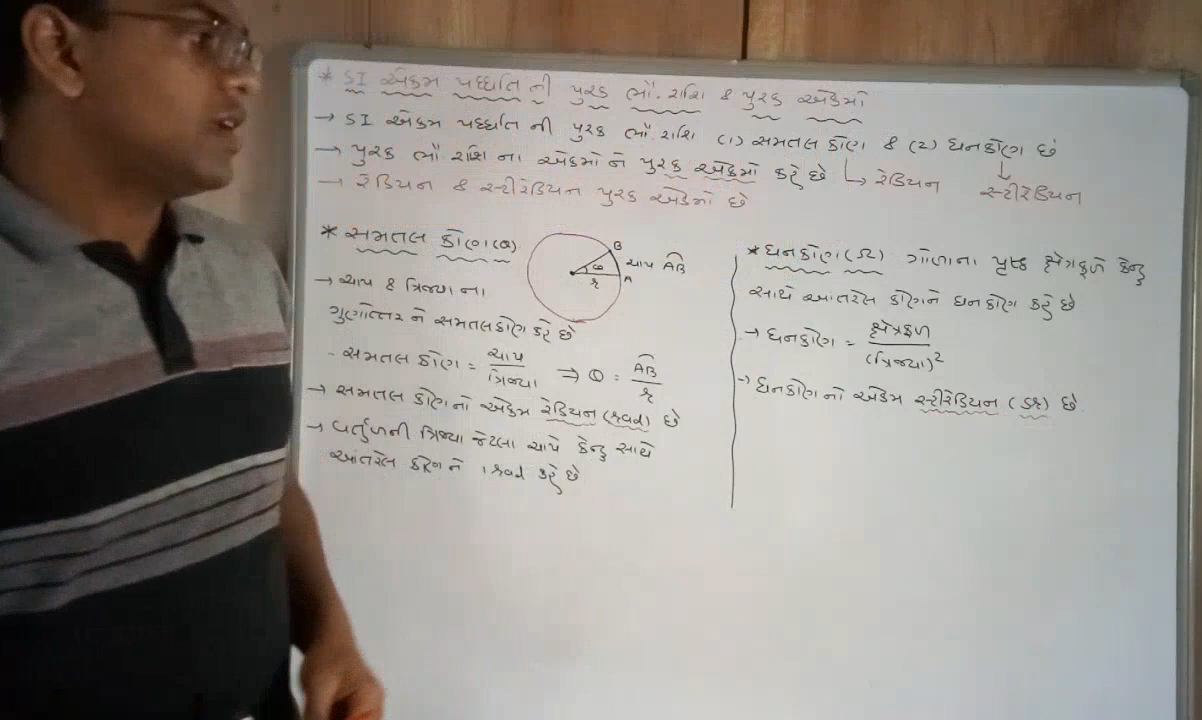 * SI એકમ પધ્ધતિ ની પુરક ભૌ. રાશિ & પુરક એકમો
→ SI એકમ પધ્ધતિ ની પુરક ભૌ. રાશિ (1) સમતલ કોણ & (2) ઘનકોણ છે
→ પુરક ભૌ રાશિ ના એકમો ને પુરક એકમો કહે છે ↳ રેડિયન સ્ટીરેડિયન
→ રેડિયન & સ્ટીરેડિયન પુરક એકમો છે
* સમતલ કોણ (θ)
B
θ
ચાપ AB
r A
→ ચાપ & ત્રિજ્યા ના
ગુણોત્તર ને સમતલકોણ કહે છે
- સમતલ કોણ = ચાપ / ત્રિજ્યા ⇒ θ = AB / r
→ સમતલ કોણ નો એકમ રેડિયન (rad) છે
→ વર્તુળની ત્રિજ્યા જેટલા ચાપે કેન્દ્ર સાથે
આંતરેલ કોણ ને 1 rad કહે છે
* ઘનકોણ (Ω) ગોળાના પૃષ્ઠ ક્ષેત્રફળે કેન્દ્ર
સાથે આંતરેલ કોણને ઘનકોણ કહે છે
→ ઘનકોણ = ક્ષેત્રફળ / (ત્રિજ્યા)²
→ ઘનકોણ નો એકમ સ્ટીરેડિયન (sr) છે